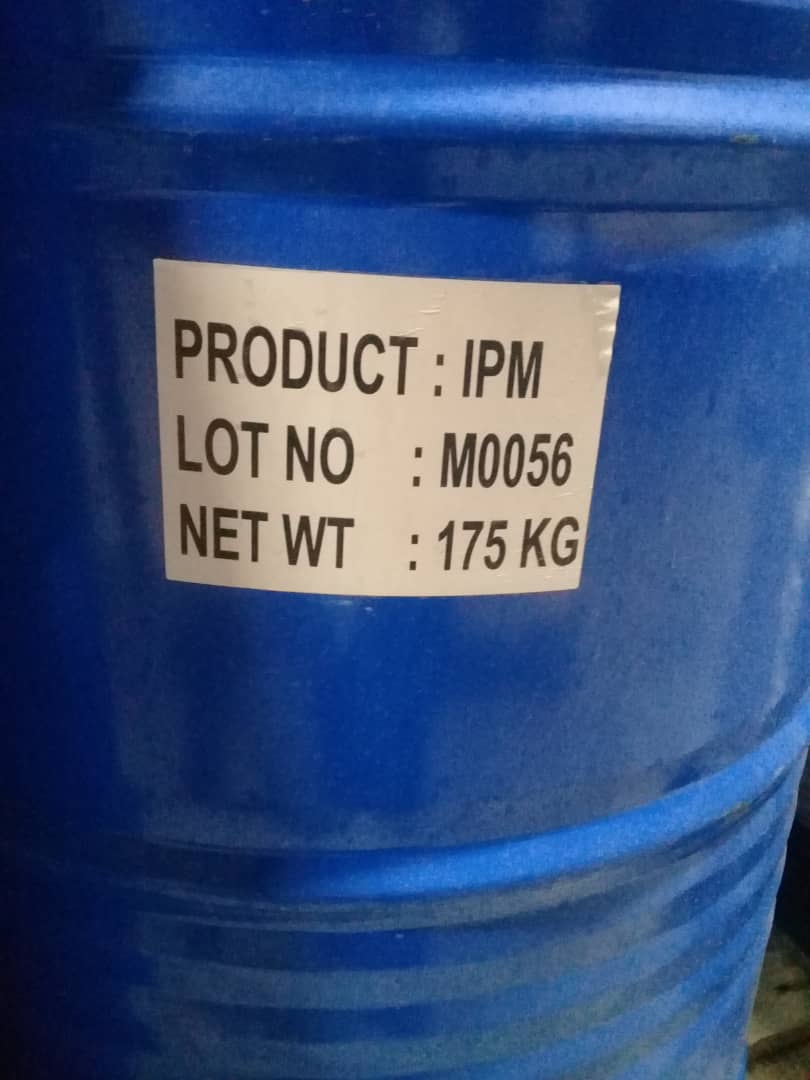 PRODUCT : IPM
LOT NO : M0056
NET WT : 175 KG